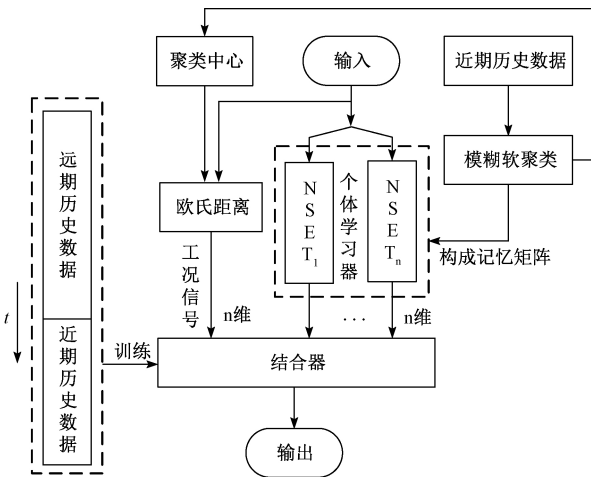 聚类中心
输入
近期历史数据
远期历史数据
模糊软聚类
欧氏距离
NSET₁
个体学习器
NSETₙ
构成记忆矩阵
工况信号
n维
...
n维
t
近期历史数据
训练
结合器
输出